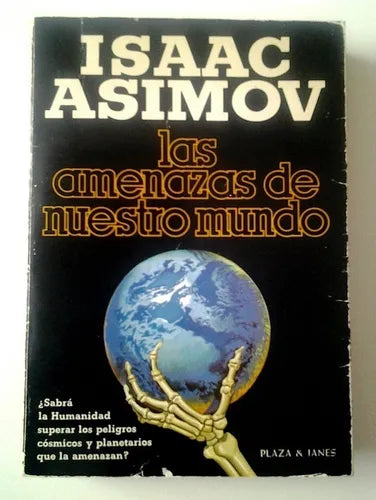 ISAAC
ASIMOV
las
amenazas de
nuestro mundo
¿Sabrá
la Humanidad
superar los peligros
cósmicos y planetarios
que la amenazan?
PLAZA & JANES